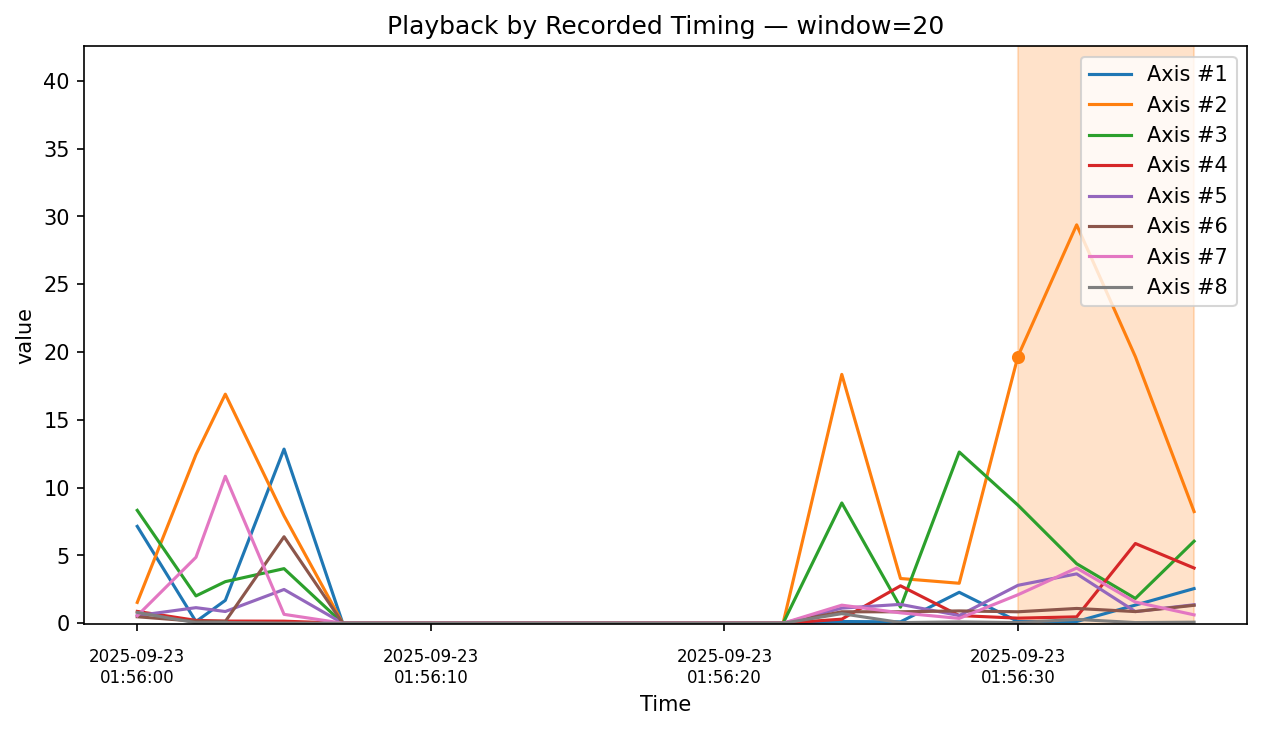 Playback by Recorded Timing — window=20
40
35
30
25
20
15
10
5
0
value
Axis #1
Axis #2
Axis #3
Axis #4
Axis #5
Axis #6
Axis #7
Axis #8
2025-09-23
01:56:00
2025-09-23
01:56:10
2025-09-23
01:56:20
2025-09-23
01:56:30
Time